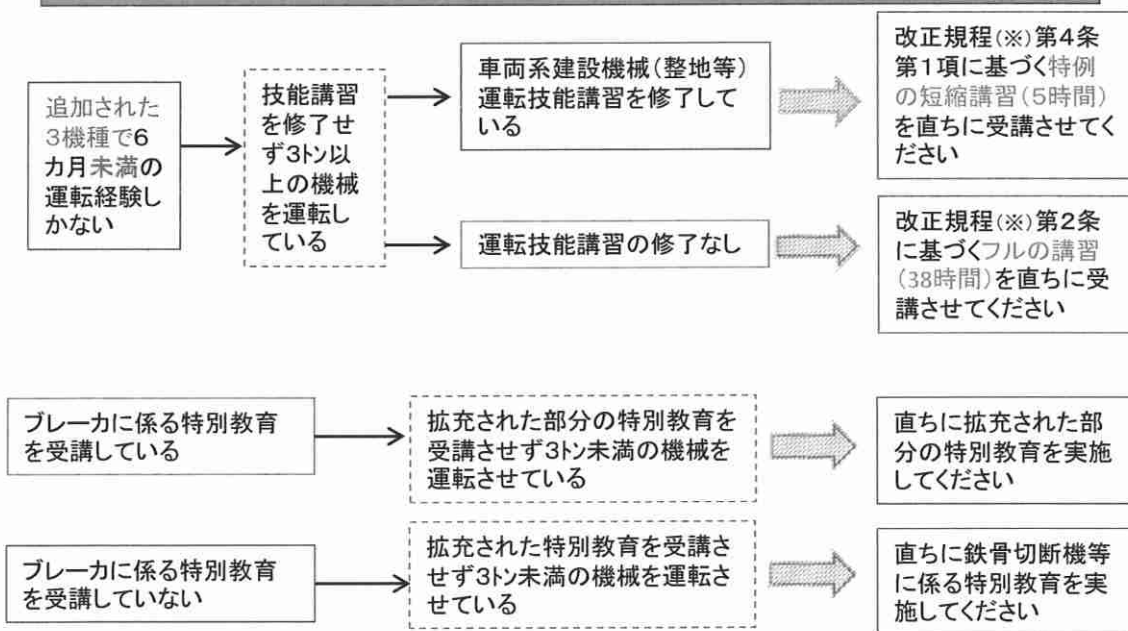 追加された
3機種で6
カ月未満の
運転経験し
かない
技能講習
を修了せ
ず3トン以
上の機械
を運転し
ている
車両系建設機械(整地等)
運転技能講習を修了して
いる
改正規程(※)第4条
第1項に基づく特例
の短縮講習(5時間)
を直ちに受講させてく
ださい
運転技能講習の修了なし
改正規程(※)第2条
に基づくフルの講習
(38時間)を直ちに受
講させてください
ブレーカに係る特別教育
を受講している
拡充された部分の特別教育を
受講させず3トン未満の機械を
運転させている
直ちに拡充された部
分の特別教育を実施
してください
ブレーカに係る特別教育
を受講していない
拡充された特別教育を受講さ
せず3トン未満の機械を運転さ
せている
直ちに鉄骨切断機等
に係る特別教育を実
施してください